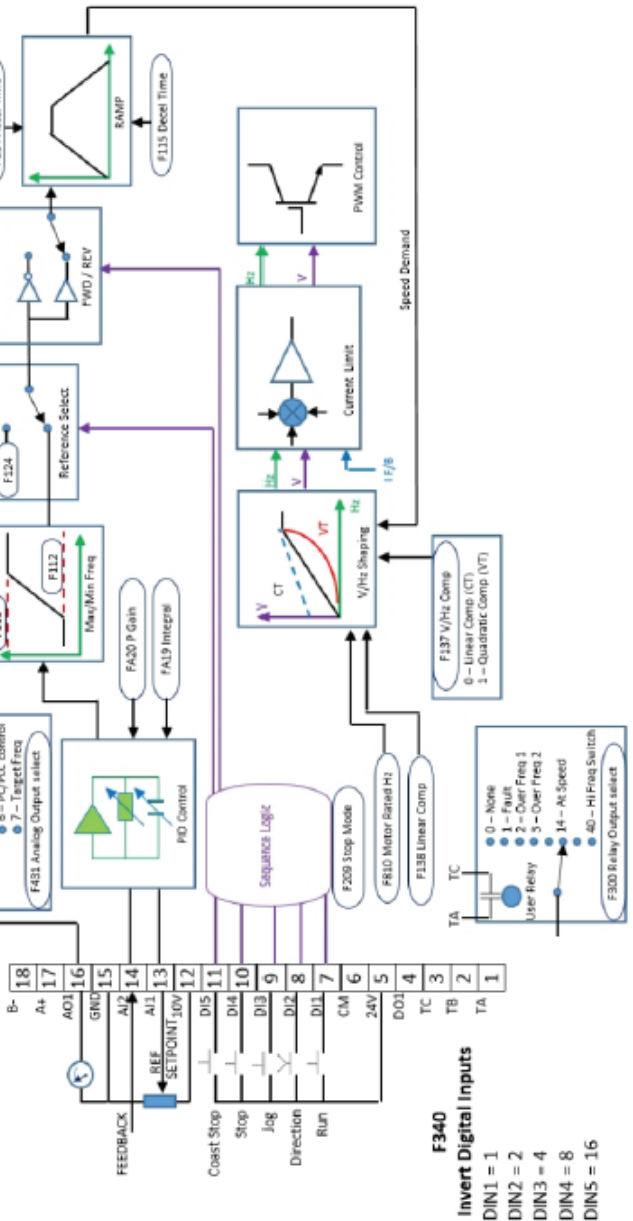 RAMP
F115 Decel Time
FWD / REV
F124
Reference Select
F112
Max/Min Freq
PWM Control
Hz
V
Current Limit
Hz
V
I F/B
Speed Demand
V
CT
VT
Hz
V/Hz Shaping
F137 V/Hz Comp
0 – Linear Comp (CT)
1 – Quadratic Comp (VT)
FA20 P Gain
FA19 Integral
7 – Target Freq
F431 Analog Output select
PID Control
Sequence Logic
F209 Stop Mode
F810 Motor Rated Hz
F138 Linear Comp
TC
TA
User Relay
0 – None
1 – Fault
2 – Over Freq 1
3 – Over Freq 2
14 – At Speed
40 – Hi Freq Switch
F300 Relay Output select
B- 18
A+ 17
AO1 16
GND 15
AI2 14
AI1 13
10V 12
DI5 11
DI4 10
DI3 9
DI2 8
DI1 7
CM 6
24V 5
DO1 4
TC 3
TB 2
TA 1
FEEDBACK
REF
SETPOINT
Coast Stop
Stop
Jog
Direction
Run
F340
Invert Digital Inputs
DIN1 = 1
DIN2 = 2
DIN3 = 4
DIN4 = 8
DIN5 = 16